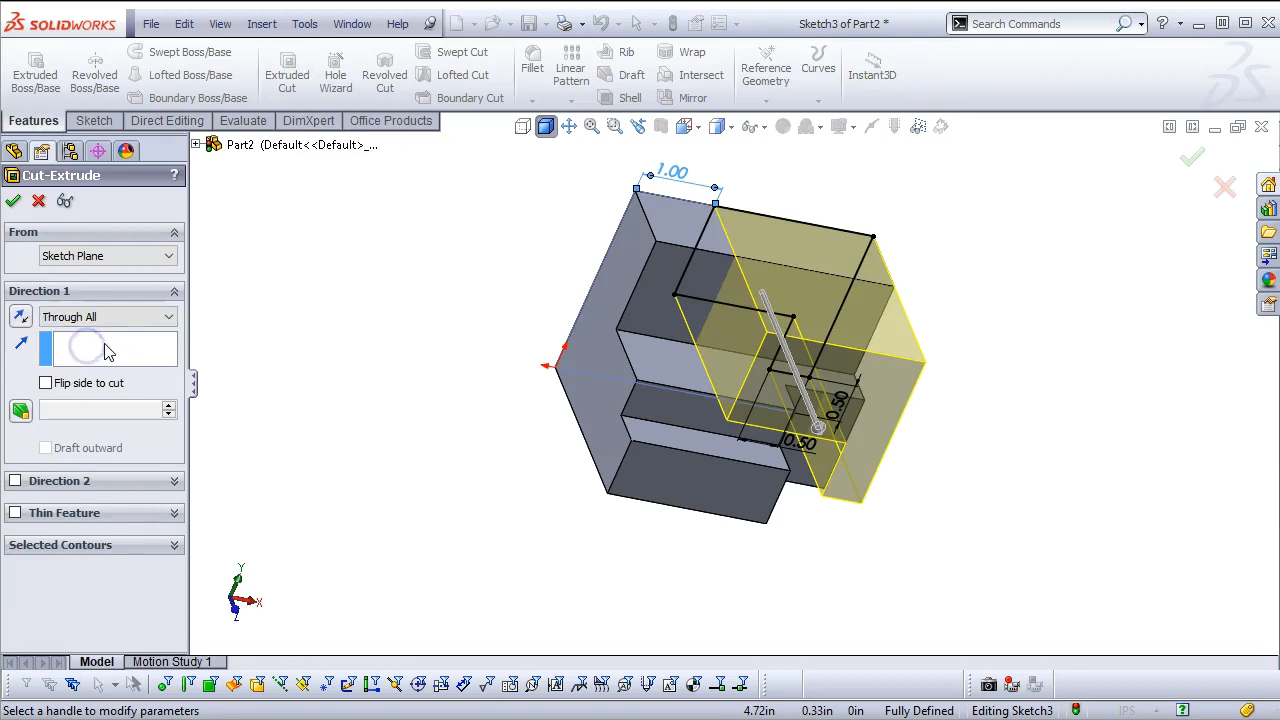 SOLIDWORKS File Edit View Insert Tools Window Help Sketch3 of Part2 * Search Commands ?
Extruded Boss/Base
Revolved Boss/Base
Swept Boss/Base
Lofted Boss/Base
Boundary Boss/Base
Extruded Cut
Hole Wizard
Revolved Cut
Swept Cut
Lofted Cut
Boundary Cut
Fillet
Linear Pattern
Rib
Draft
Shell
Wrap
Intersect
Mirror
Reference Geometry
Curves
Instant3D
Features Sketch Direct Editing Evaluate DimXpert Office Products
Part2 (Default<<Default>_...
Cut-Extrude ?
From
Sketch Plane
Direction 1
Through All
Flip side to cut
Draft outward
Direction 2
Thin Feature
Selected Contours
1.00
0.50
0.50
Y
X
Z
Model Motion Study 1
Select a handle to modify parameters 4.72in 0.33in 0in Fully Defined Editing Sketch3 IPS ?